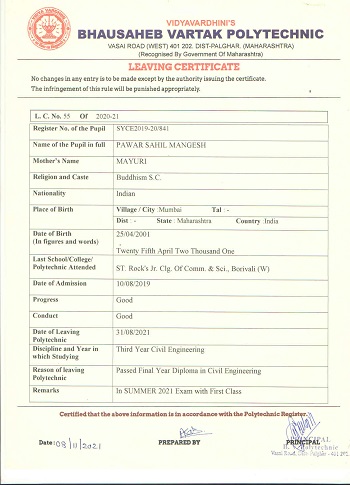 VIDYAVARDHINI'S
BHAUSAHEB VARTAK POLYTECHNIC
VASAI ROAD (WEST) 401 202. DIST-PALGHAR. (MAHARASHTRA)
(Recognised By Government Of Maharashtra)
LEAVING CERTIFICATE
No changes in any entry is to be made except by the authority issuing the certificate.
The infringement of this rule will be punished appropriately.
L. C. No. 55 Of 2020-21
Register No. of the Pupil SYCE2019-20/841
Name of the Pupil in full PAWAR SAHIL MANGESH
Mother's Name MAYURI
Religion and Caste Buddhism S.C.
Nationality Indian
Place of Birth Village / City :Mumbai Tal :-
Dist :- State : Maharashtra Country :India
Date of Birth 25/04/2001
(In figures and words)
Twenty Fifth April Two Thousand One
Last School/College/
Polytechnic Attended ST. Rock's Jr. Clg. Of Comm. & Sci., Borivali (W)
Date of Admission 10/08/2019
Progress Good
Conduct Good
Date of Leaving 31/08/2021
Polytechnic
Discipline and Year in Third Year Civil Engineering
which Studying
Reason of leaving Passed Final Year Diploma in Civil Engineering
Polytechnic
Remarks In SUMMER 2021 Exam with First Class
Certified that the above information is in accordance with the Polytechnic Register.
Date: 08/11/2021 PREPARED BY PRINCIPAL
PRINCIPAL
Polytechnic